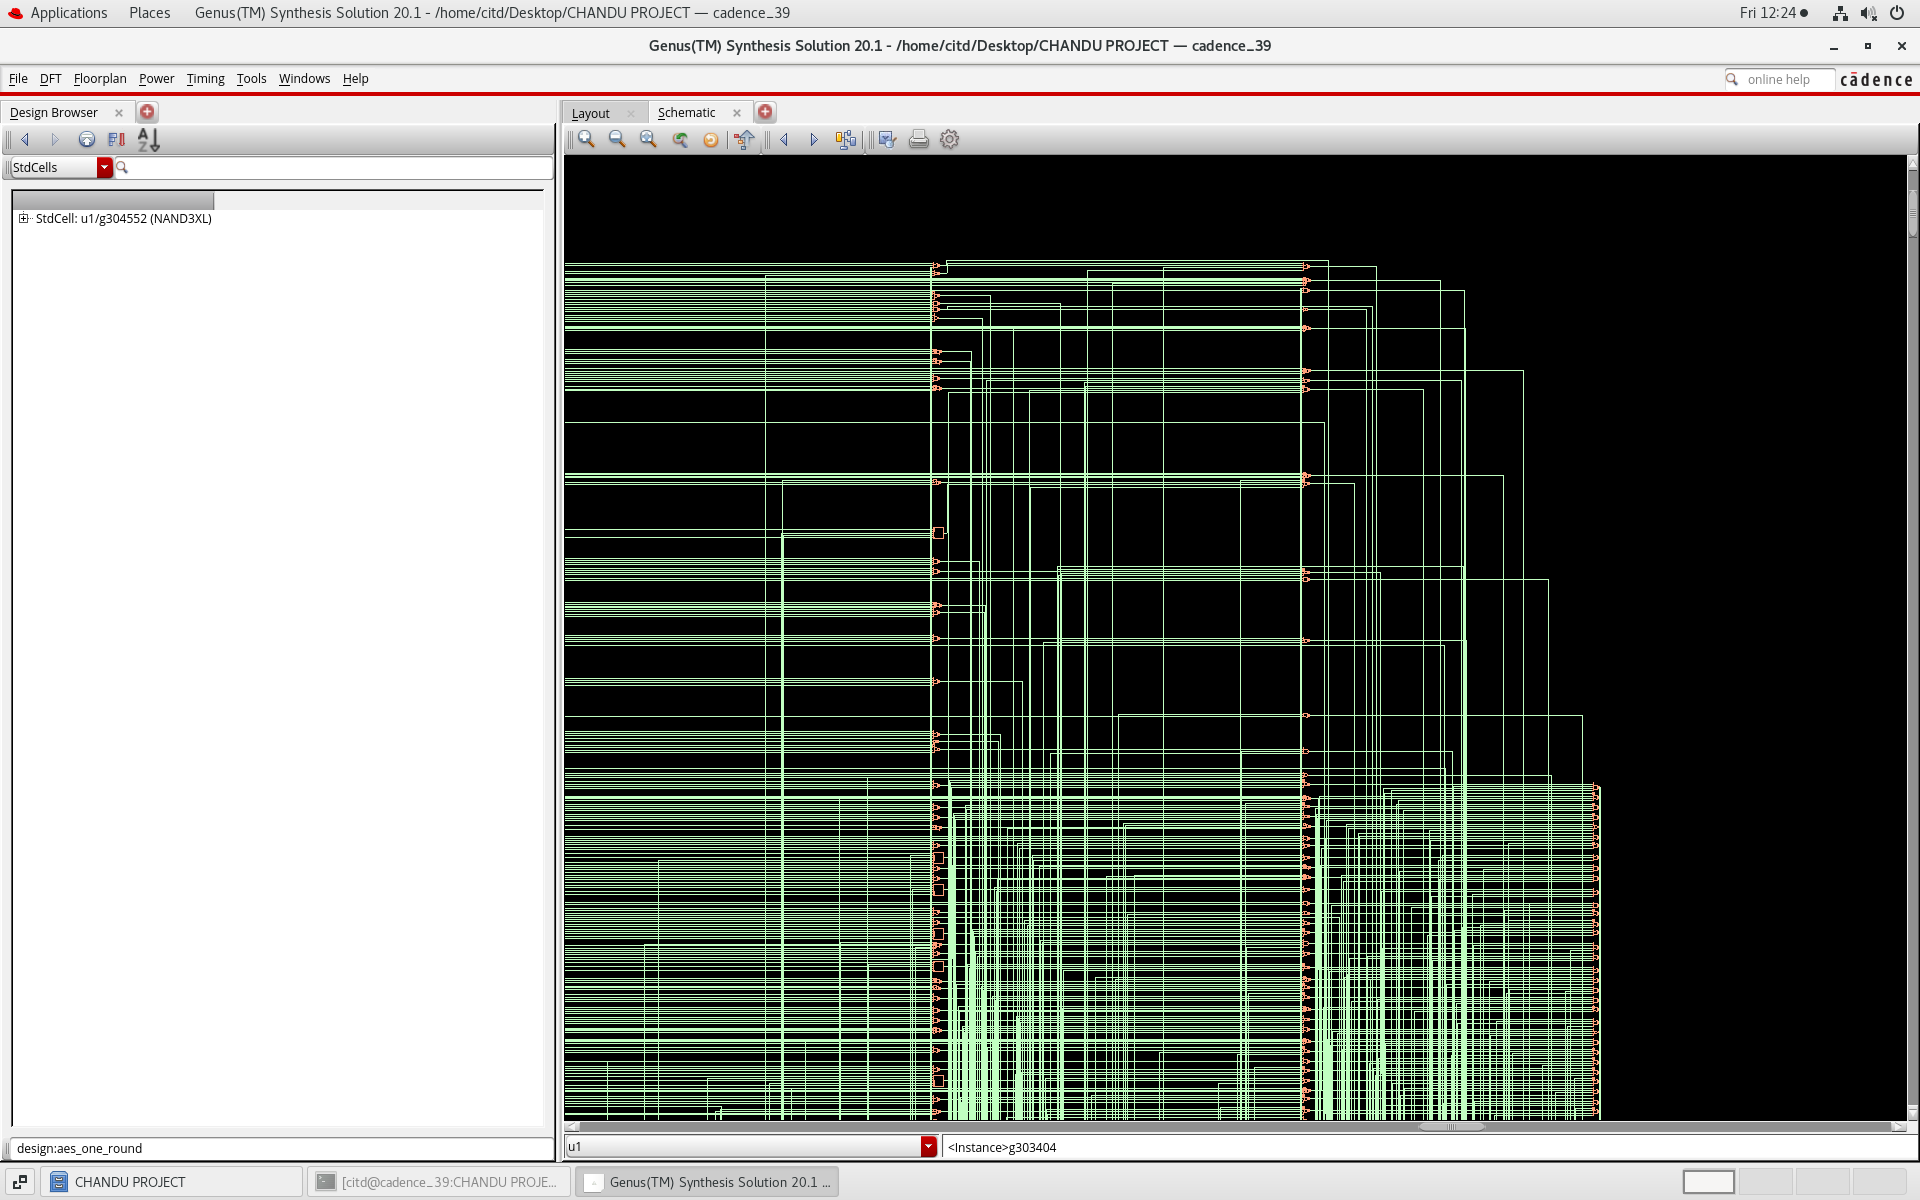 Applications Places Genus(TM) Synthesis Solution 20.1 - /home/citd/Desktop/CHANDU PROJECT — cadence_39 Fri 12:24
Genus(TM) Synthesis Solution 20.1 - /home/citd/Desktop/CHANDU PROJECT — cadence_39
File DFT Floorplan Power Timing Tools Windows Help online help cādence
Design Browser Layout Schematic
StdCells
StdCell: u1/g304552 (NAND3XL)
design:aes_one_round u1 <Instance>g303404
CHANDU PROJECT [citd@cadence_39:CHANDU PROJE... Genus(TM) Synthesis Solution 20.1 ...